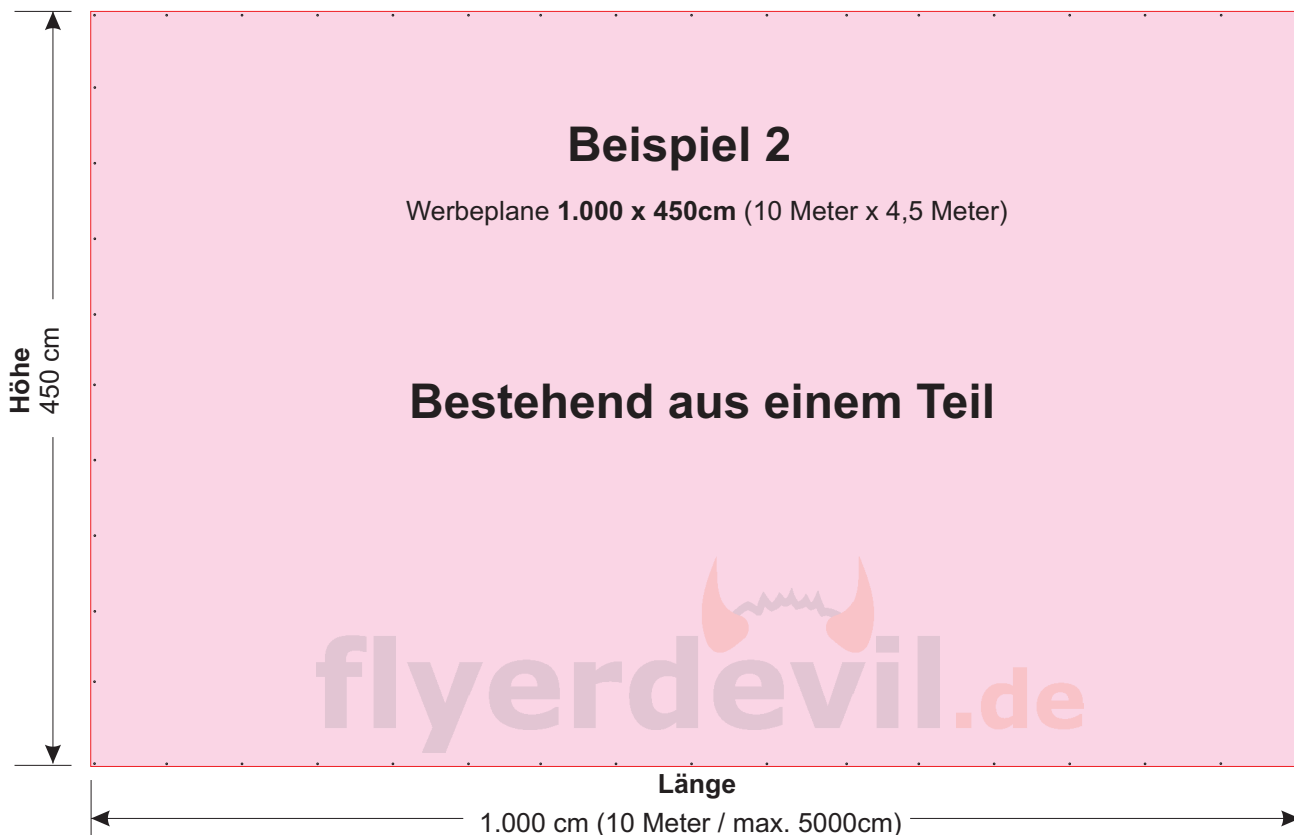 Beispiel 2
Werbeplane 1.000 x 450cm (10 Meter x 4,5 Meter)
Höhe
450 cm
Bestehend aus einem Teil
flyerdevil.de
Länge
1.000 cm (10 Meter / max. 5000cm)